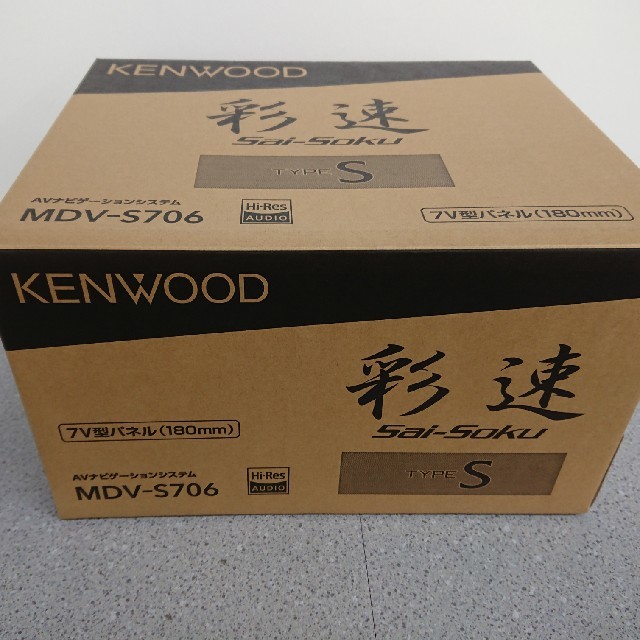 KENWOOD
彩速
Sai-Soku
TYPE S
AVナビゲーションシステム
MDV-S706
Hi-Res
AUDIO
7V型パネル(180mm)
KENWOOD
彩速
Sai-Soku
7V型パネル(180mm)
TYPE S
AVナビゲーションシステム
MDV-S706
Hi-Res
AUDIO